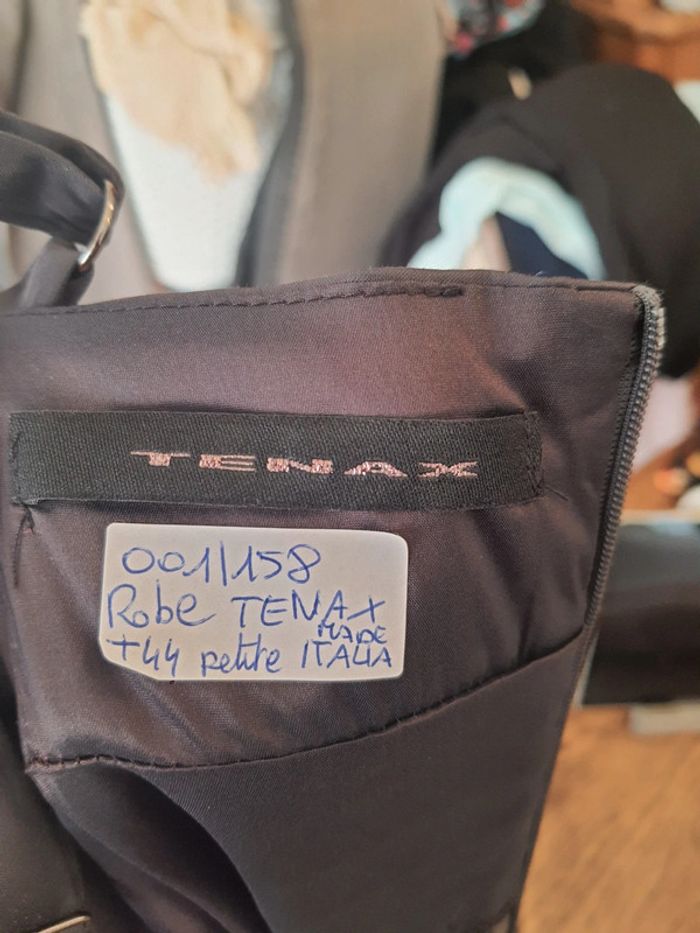 TENAX
001/158
Robe TENAX
MADE
T44 petite ITALIA